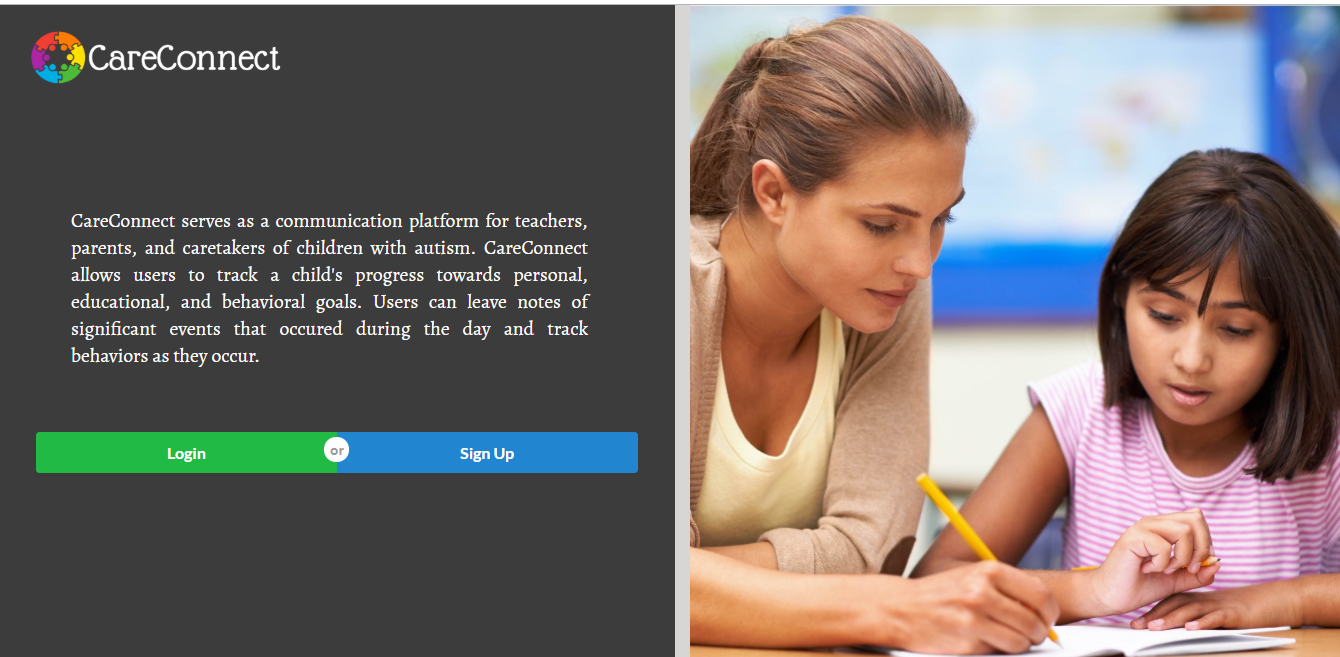 CareConnect
CareConnect serves as a communication platform for teachers,
parents, and caretakers of children with autism. CareConnect
allows users to track a child's progress towards personal,
educational, and behavioral goals. Users can leave notes of
significant events that occured during the day and track
behaviors as they occur.
Login or Sign Up